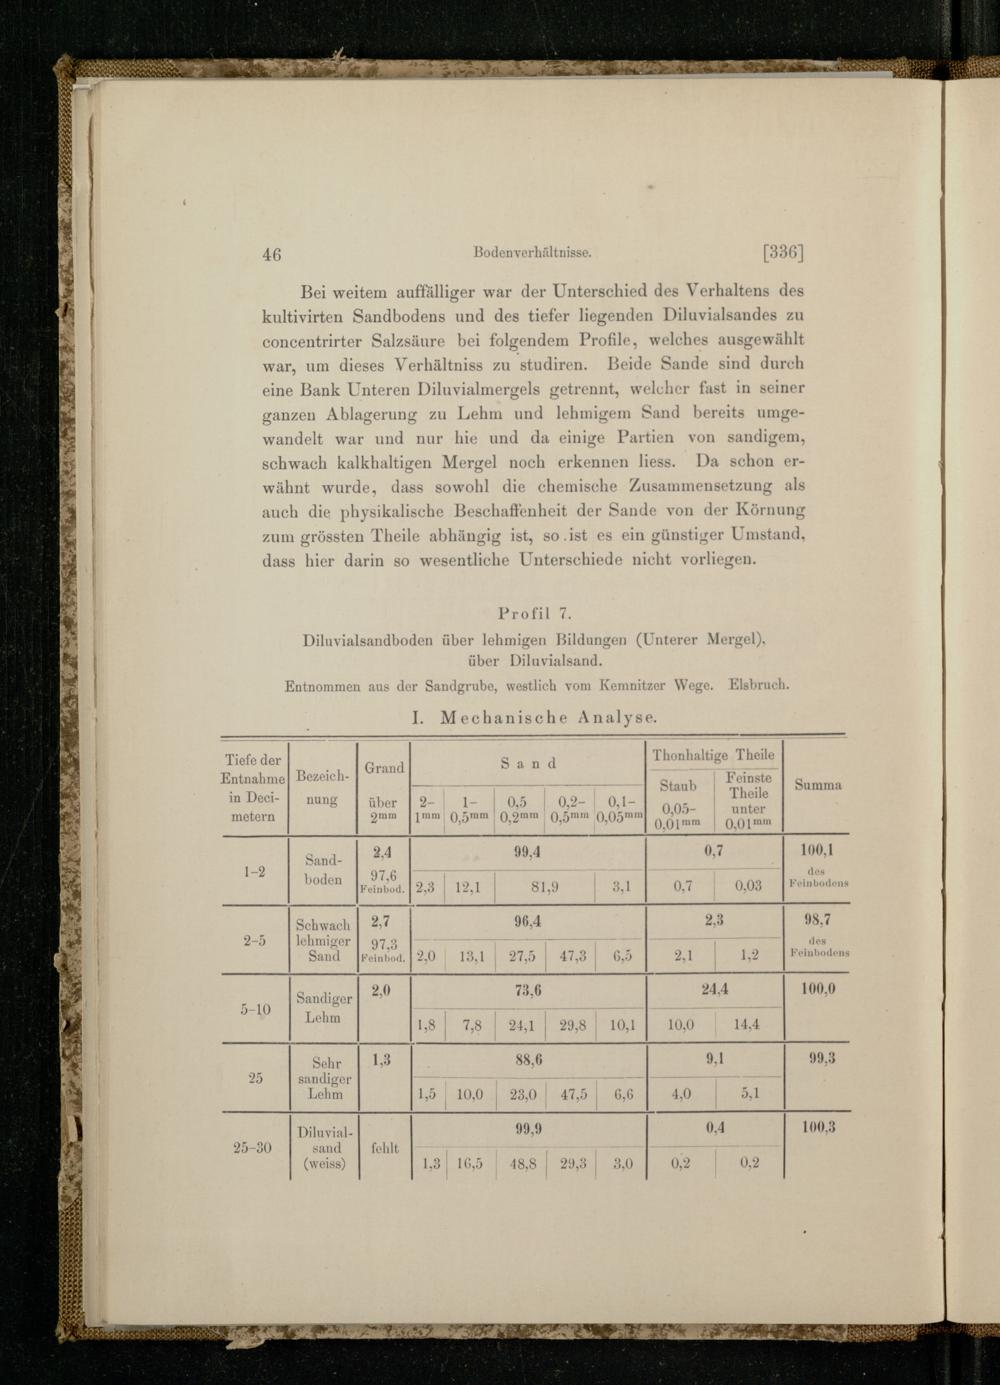 46 Bodenverhältnisse. [336]
Bei weitem auffälliger war der Unterschied des Verhaltens des
kultivirten Sandbodens und des tiefer liegenden Diluvialsandes zu
concentrirter Salzsäure bei folgendem Profile, welches ausgewählt
war, um dieses Verhältniss zu studiren. Beide Sande sind durch
eine Bank Unteren Diluvialmergels getrennt, welcher fast in seiner
ganzen Ablagerung zu Lehm und lehmigem Sand bereits umge-
wandelt war und nur hie und da einige Partien von sandigem,
schwach kalkhaltigen Mergel noch erkennen liess. Da schon er-
wähnt wurde, dass sowohl die chemische Zusammensetzung als
auch die physikalische Beschaffenheit der Sande von der Körnung
zum grössten Theile abhängig ist, so ist es ein günstiger Umstand,
dass hier darin so wesentliche Unterschiede nicht vorliegen.
Profil 7.
Diluvialsandboden über lehmigen Bildungen (Unterer Mergel),
über Diluvialsand.
Entnommen aus der Sandgrube, westlich vom Kemnitzer Wege. Elsbruch.
I. Mechanische Analyse.
Tiefe der Entnahme in Deci-metern | Bezeich-nung | Grand über 2mm | Sand | Thonhaltige Theile | Summa
2-1mm | 1-0,5mm | 0,5 0,2mm | 0,2-0,5mm | 0,1-0,05mm | Staub 0,05-0,01mm | Feinste Theile unter 0,01mm
1-2 | Sand-boden | 2,4 | 99,4 | 0,7 | 100,1
97,6 Feinbod. | 2,3 | 12,1 | 81,9 | 3,1 | 0,7 | 0,03 | des Feinbodens
2-5 | Schwach lehmiger Sand | 2,7 | 96,4 | 2,3 | 98,7
97,3 Feinbod. | 2,0 | 13,1 | 27,5 | 47,3 | 6,5 | 2,1 | 1,2 | des Feinbodens
5-10 | Sandiger Lehm | 2,0 | 73,6 | 24,4 | 100,0
1,8 | 7,8 | 24,1 | 29,8 | 10,1 | 10,0 | 14,4
25 | Sehr sandiger Lehm | 1,3 | 88,6 | 9,1 | 99,3
1,5 | 10,0 | 23,0 | 47,5 | 6,6 | 4,0 | 5,1
25-30 | Diluvial-sand (weiss) | fehlt | 99,9 | 0,4 | 100,3
1,3 | 16,5 | 48,8 | 29,3 | 3,0 | 0,2 | 0,2